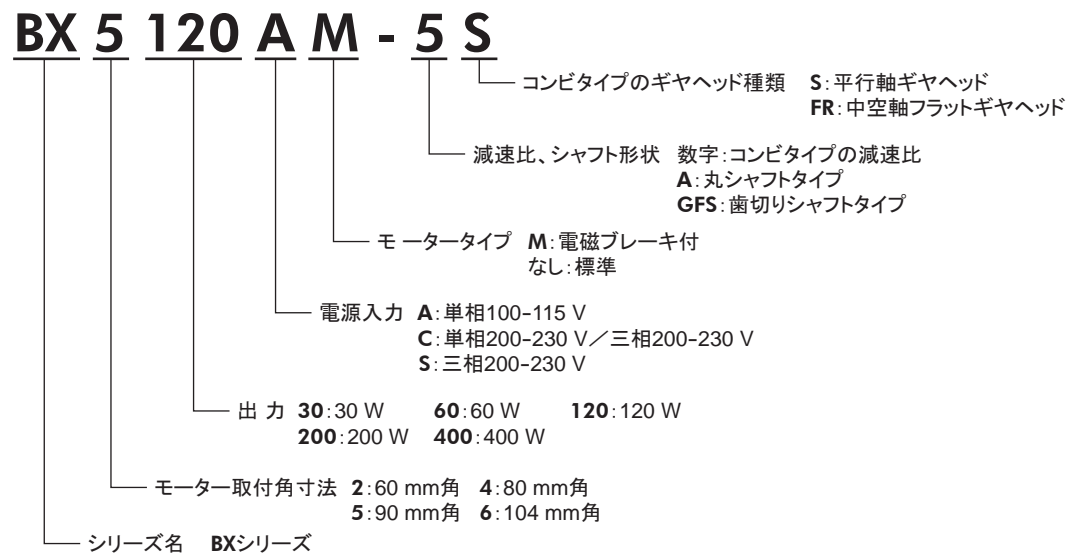 BX 5 120 A M - 5 S
コンビタイプのギヤヘッド種類 S:平行軸ギヤヘッド
FR:中空軸フラットギヤヘッド
減速比、シャフト形状 数字:コンビタイプの減速比
A:丸シャフトタイプ
GFS:歯切りシャフトタイプ
モータータイプ M:電磁ブレーキ付
なし:標準
電源入力 A:単相100-115 V
C:単相200-230 V/三相200-230 V
S:三相200-230 V
出力 30:30 W 60:60 W 120:120 W
200:200 W 400:400 W
モーター取付角寸法 2:60 mm角 4:80 mm角
5:90 mm角 6:104 mm角
シリーズ名 BXシリーズ